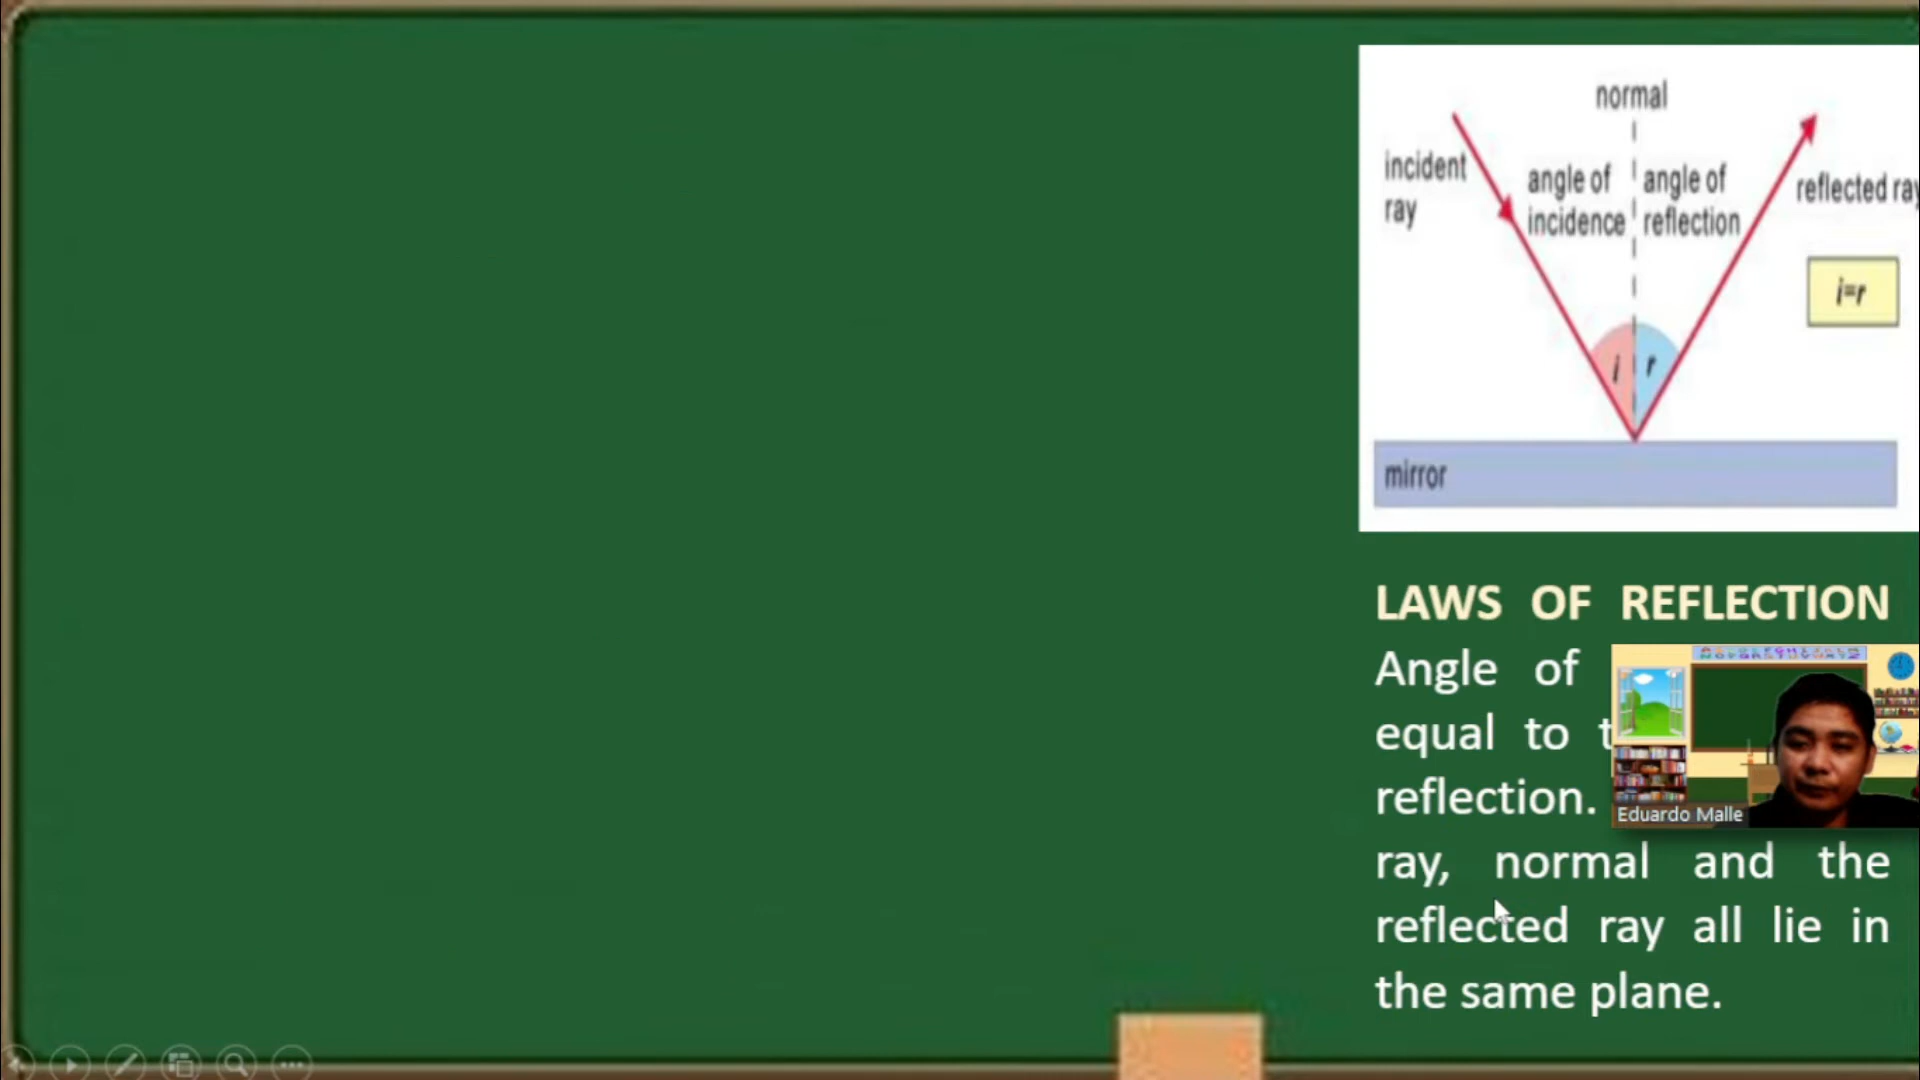 normal
incident
ray
angle of
incidence
angle of
reflection
reflected ray
i=r
i
r
mirror
LAWS OF REFLECTION
Angle of
equal to
reflection.
Eduardo Malle
ray, normal and the
reflected ray all lie in
the same plane.